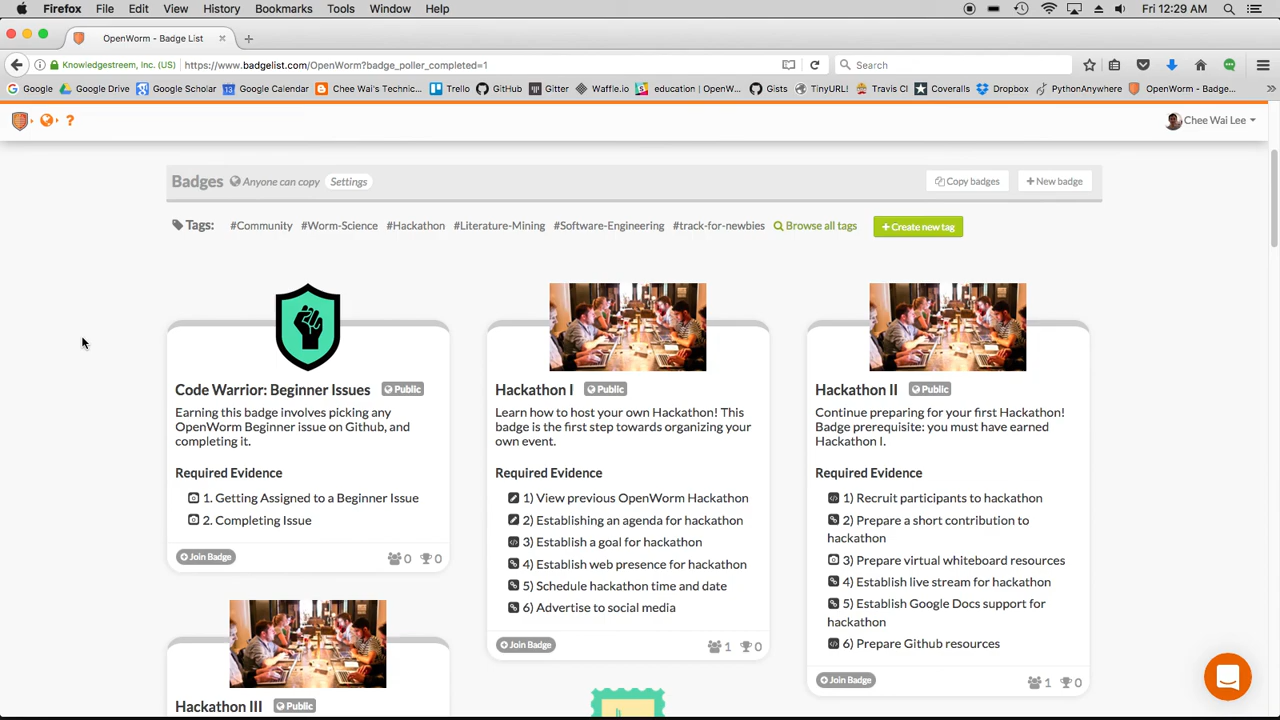 Firefox File Edit View History Bookmarks Tools Window Help Fri 12:29 AM
OpenWorm - Badge List
Knowledgestreem, Inc. (US) https://www.badgelist.com/OpenWorm?badge_poller_completed=1 Search
Google Google Drive Google Scholar Google Calendar Chee Wai's Technic... Trello GitHub Gitter Waffle.io education | OpenW... Gists TinyURL! Travis CI Coveralls Dropbox PythonAnywhere OpenWorm - Badge...
? Chee Wai Lee
Badges Anyone can copy Settings Copy badges + New badge
Tags: #Community #Worm-Science #Hackathon #Literature-Mining #Software-Engineering #track-for-newbies Browse all tags + Create new tag
Code Warrior: Beginner Issues Public
Earning this badge involves picking any
OpenWorm Beginner issue on Github, and
completing it.
Required Evidence
1. Getting Assigned to a Beginner Issue
2. Completing Issue
Join Badge 0 0
Hackathon I Public
Learn how to host your own Hackathon! This
badge is the first step towards organizing your
own event.
Required Evidence
1) View previous OpenWorm Hackathon
2) Establishing an agenda for hackathon
3) Establish a goal for hackathon
4) Establish web presence for hackathon
5) Schedule hackathon time and date
6) Advertise to social media
Join Badge 1 0
Hackathon II Public
Continue preparing for your first Hackathon!
Badge prerequisite: you must have earned
Hackathon I.
Required Evidence
1) Recruit participants to hackathon
2) Prepare a short contribution to
hackathon
3) Prepare virtual whiteboard resources
4) Establish live stream for hackathon
5) Establish Google Docs support for
hackathon
6) Prepare Github resources
Join Badge 1 0
Hackathon III Public